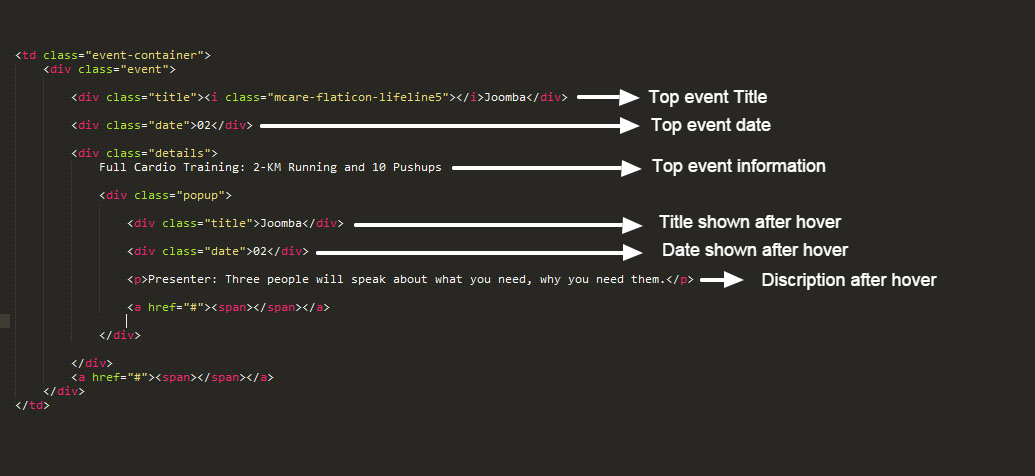 <td class="event-container">
<div class="event">
<div class="title"><i class="mcare-flaticon-lifeline5"></i>Joomba</div> Top event Title
<div class="date">02</div> Top event date
<div class="details">
Full Cardio Training: 2-KM Running and 10 Pushups Top event information
<div class="popup">
<div class="title">Joomba</div> Title shown after hover
<div class="date">02</div> Date shown after hover
<p>Presenter: Three people will speak about what you need, why you need them.</p> Discription after hover
<a href="#"><span></span></a>
</div>
</div>
<a href="#"><span></span></a>
</div>
</td>